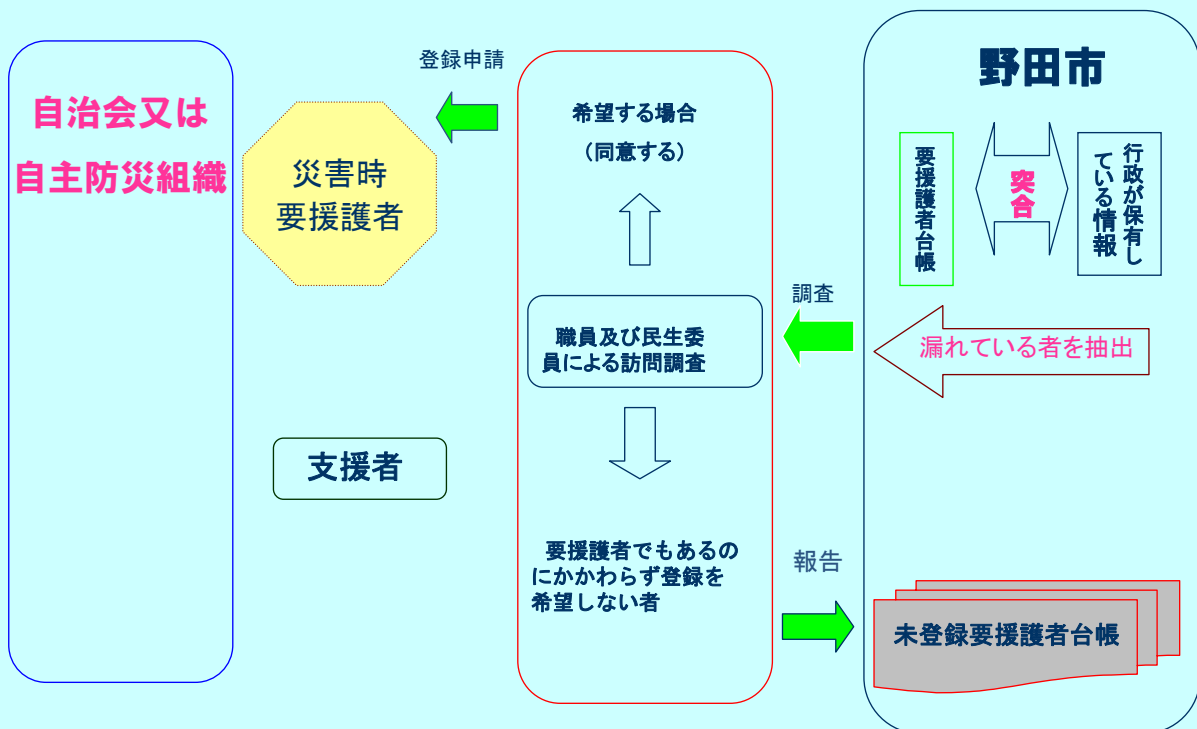 自治会又は
自主防災組織
災害時
要援護者
支援者
登録申請
希望する場合
（同意する）
職員及び民生委
員による訪問調査
要援護者でもあるの
にかかわらず登録を
希望しない者
調査
報告
野田市
要援護者台帳
突合
行政が保有し
ている情報
漏れている者を抽出
未登録要援護者台帳